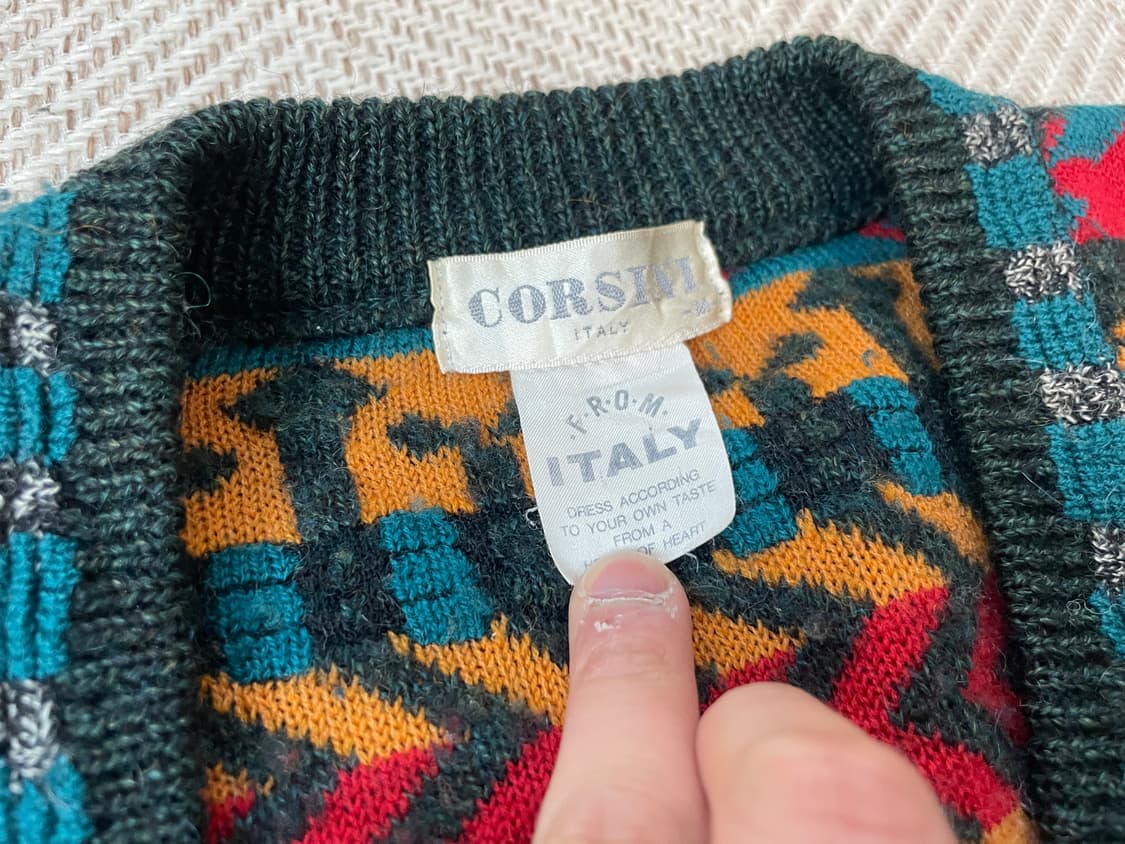 CORSINI
ITALY
·F·R·O·M·
ITALY
DRESS ACCORDING
TO YOUR OWN TASTE
FROM A
OF HEART